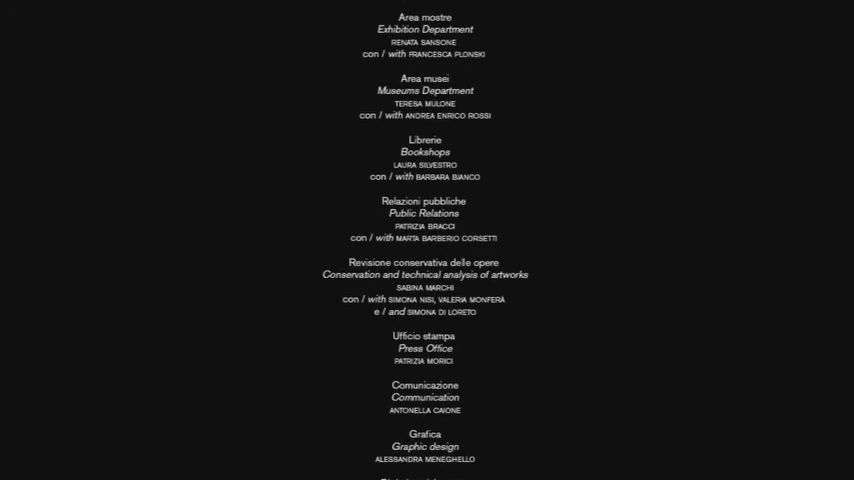 Area mostre
Exhibition Department
RENATA SANSONE
con / with FRANCESCA PLONSKI
Area musei
Museums Department
TERESA MULONE
con / with ANDREA ENRICO ROSSI
Librerie
Bookshops
LAURA SILVESTRO
con / with BARBARA BIANCO
Relazioni pubbliche
Public Relations
PATRIZIA BRACCI
con / with MARTA BARBERIO CORSETTI
Revisione conservativa delle opere
Conservation and technical analysis of artworks
SABINA MARCHI
con / with SIMONA NISI, VALERIA MONFERÀ
e / and SIMONA DI LORETO
Ufficio stampa
Press Office
PATRIZIA MORICI
Comunicazione
Communication
ANTONELLA CAIONE
Grafica
Graphic design
ALESSANDRA MENEGHELLO